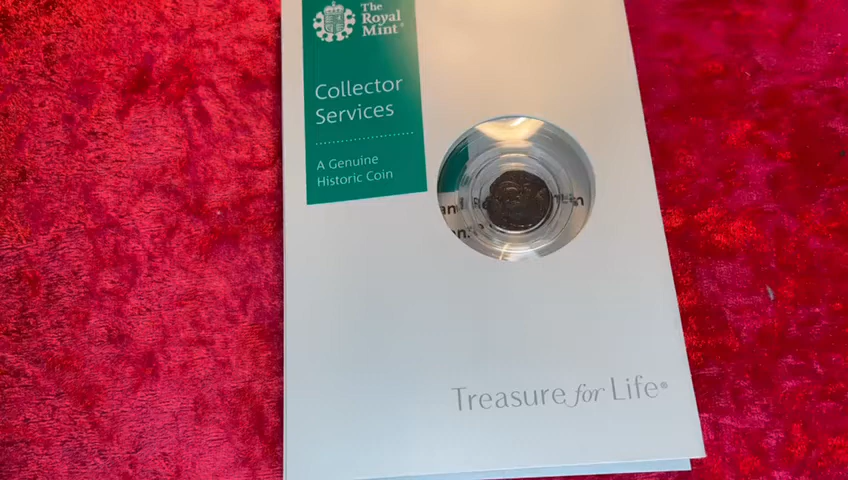 The
Royal
Mint®
Collector
Services
A Genuine
Historic Coin
Treasure for Life®